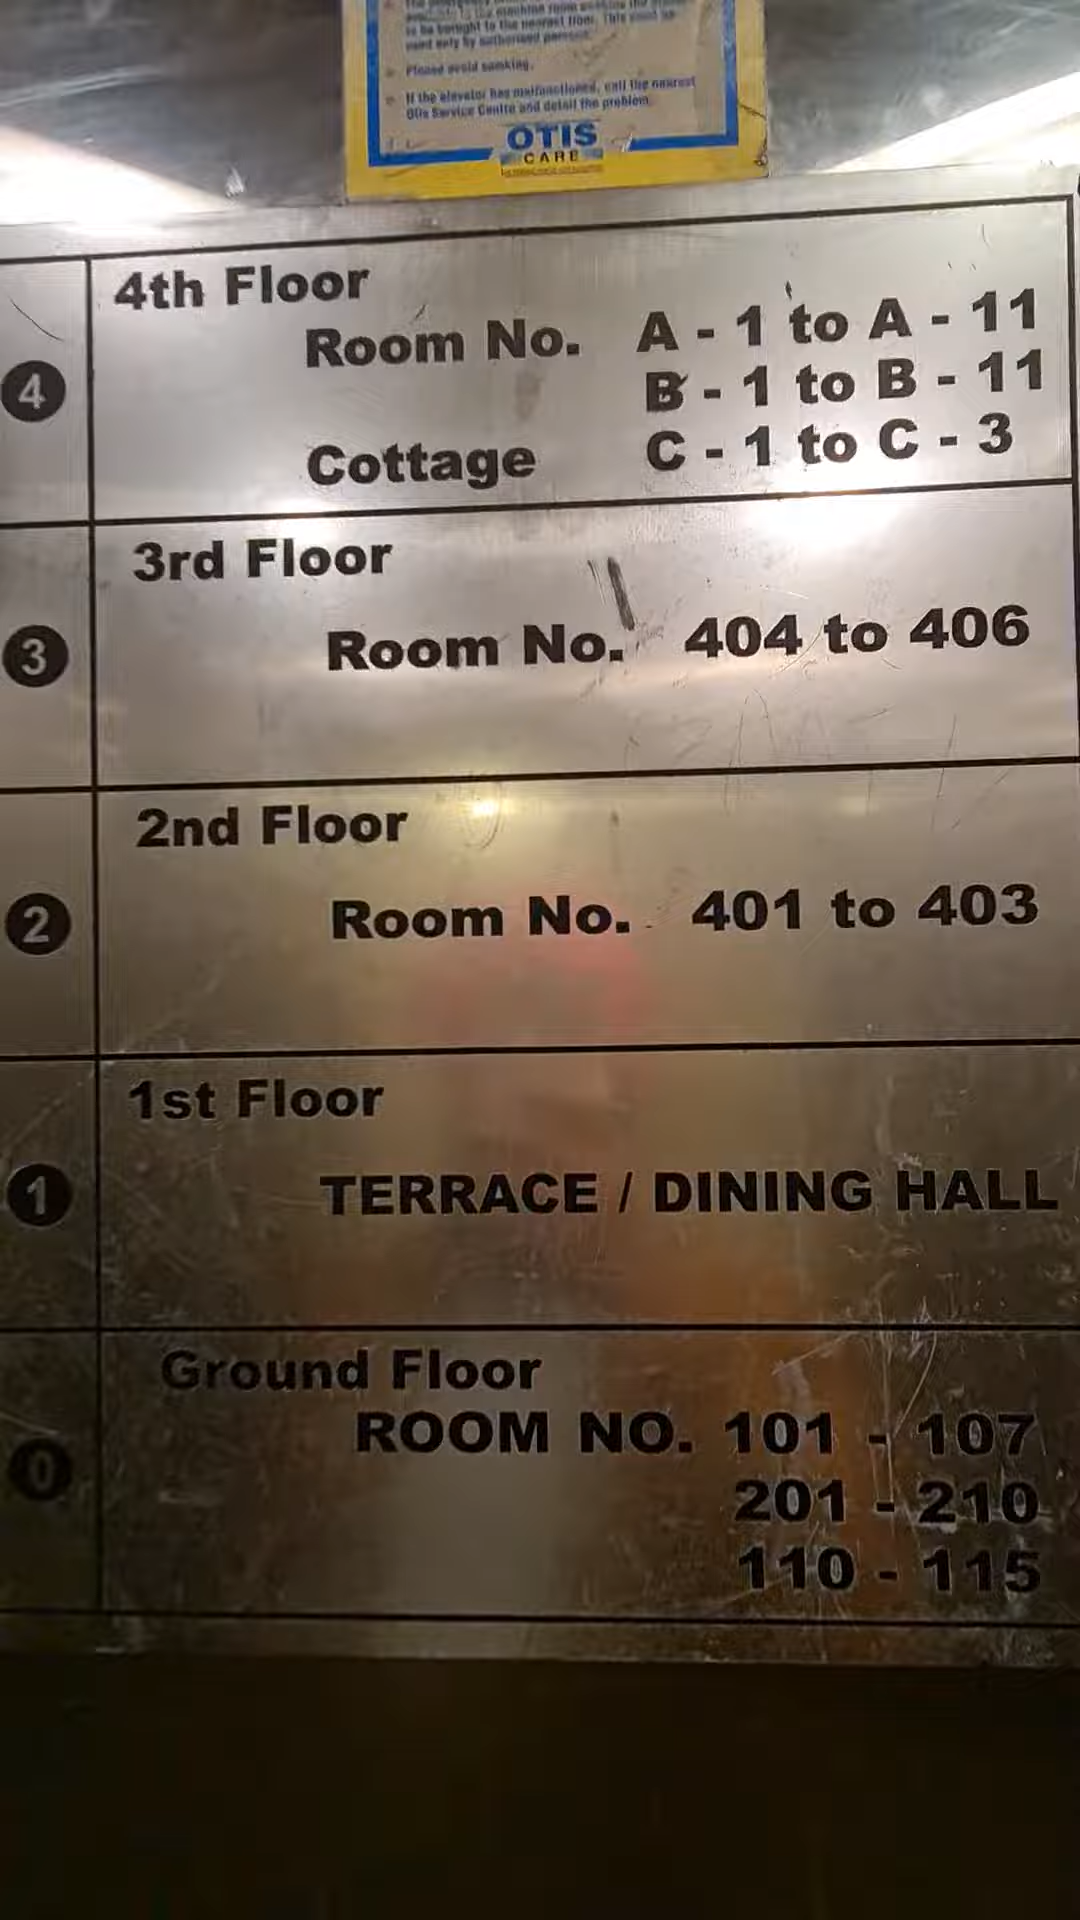 to be brought to the nearest floor. This must be
used only by authorised person.
Please avoid smoking.
If the elevator has malfunctioned, call the nearest
Otis Service Centre and detail the problem.
OTIS
CARE
4th Floor
Room No. A - 1 to A - 11
4
B - 1 to B - 11
Cottage C - 1 to C - 3
3rd Floor
3 Room No. 404 to 406
2nd Floor
2 Room No. 401 to 403
1st Floor
1 TERRACE / DINING HALL
Ground Floor
ROOM NO. 101 - 107
0 201 - 210
110 - 115